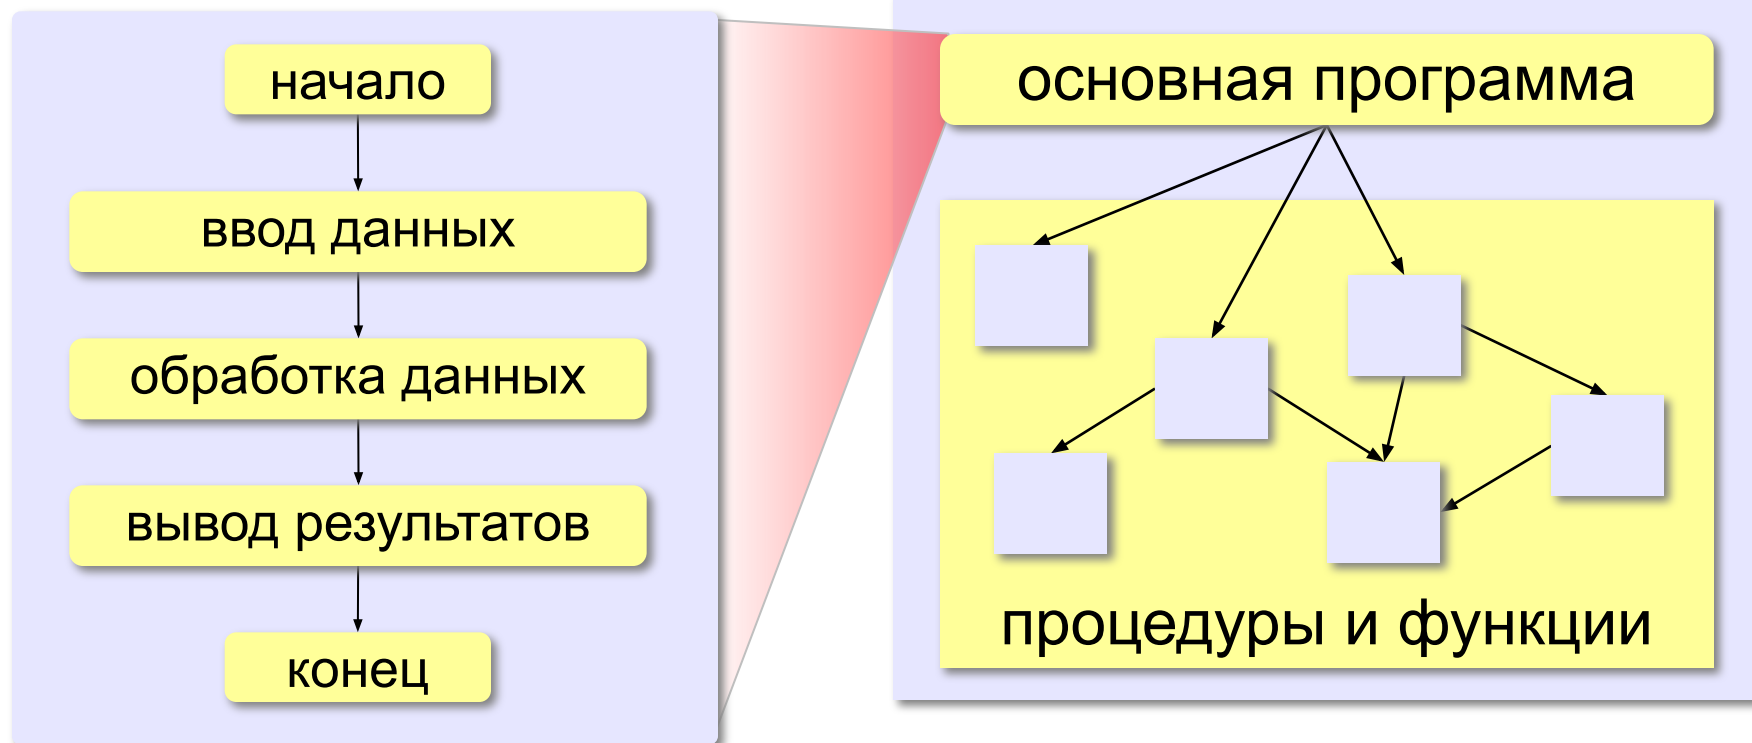 начало
ввод данных
обработка данных
вывод результатов
конец
основная программа
процедуры и функции